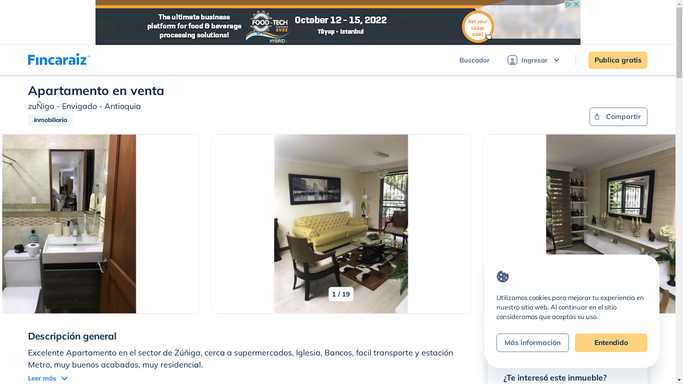 The ultimate business
platform for food & beverage
processing solutions!
FOOD-TECH
October 12 - 15, 2022
Tüyap - Istanbul
Fincaraiz
Buscador
Ingresar
Publica gratis
Apartamento en venta
zuÑiga - Envigado - Antioquia
Inmobiliaria
Compartir
1 / 19
Utilizamos cookies para mejorar tu experiencia en
nuestro sitio web. Al continuar en el sitio
consideramos que aceptas su uso.
Más información
Entendido
Descripción general
Excelente Apartamento en el sector de Zúñiga, cerca a supermercados, Iglesia, Bancos, facil transporte y estación
Metro, muy buenos acabados, muy residencial.
Leer más
¿Te interesó este inmueble?